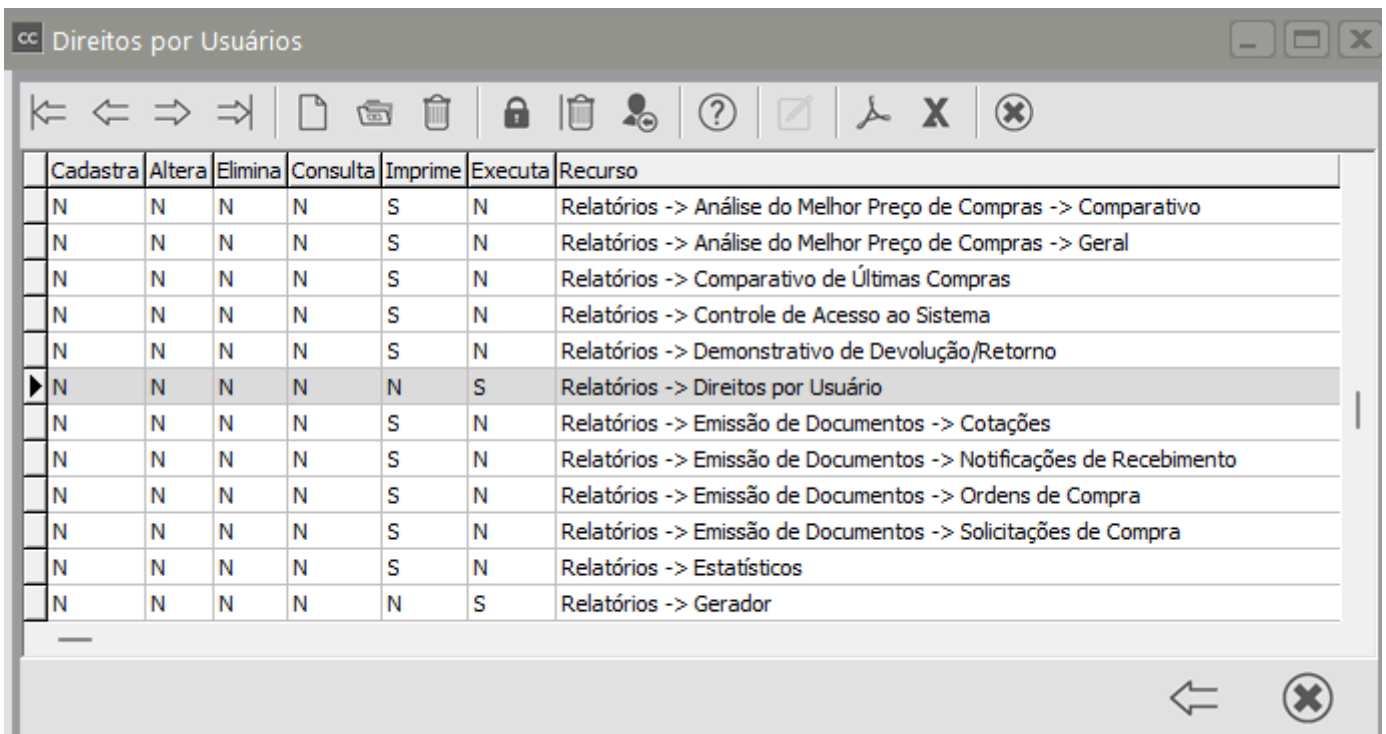 cc Direitos por Usuários
Cadastra Altera Elimina Consulta Imprime Executa Recurso
N N N N S N Relatórios -> Análise do Melhor Preço de Compras -> Comparativo
N N N N S N Relatórios -> Análise do Melhor Preço de Compras -> Geral
N N N N S N Relatórios -> Comparativo de Últimas Compras
N N N N S N Relatórios -> Controle de Acesso ao Sistema
N N N N S N Relatórios -> Demonstrativo de Devolução/Retorno
N N N N N S Relatórios -> Direitos por Usuário
N N N N S N Relatórios -> Emissão de Documentos -> Cotações
N N N N S N Relatórios -> Emissão de Documentos -> Notificações de Recebimento
N N N N S N Relatórios -> Emissão de Documentos -> Ordens de Compra
N N N N S N Relatórios -> Emissão de Documentos -> Solicitações de Compra
N N N N S N Relatórios -> Estatísticos
N N N N N S Relatórios -> Gerador